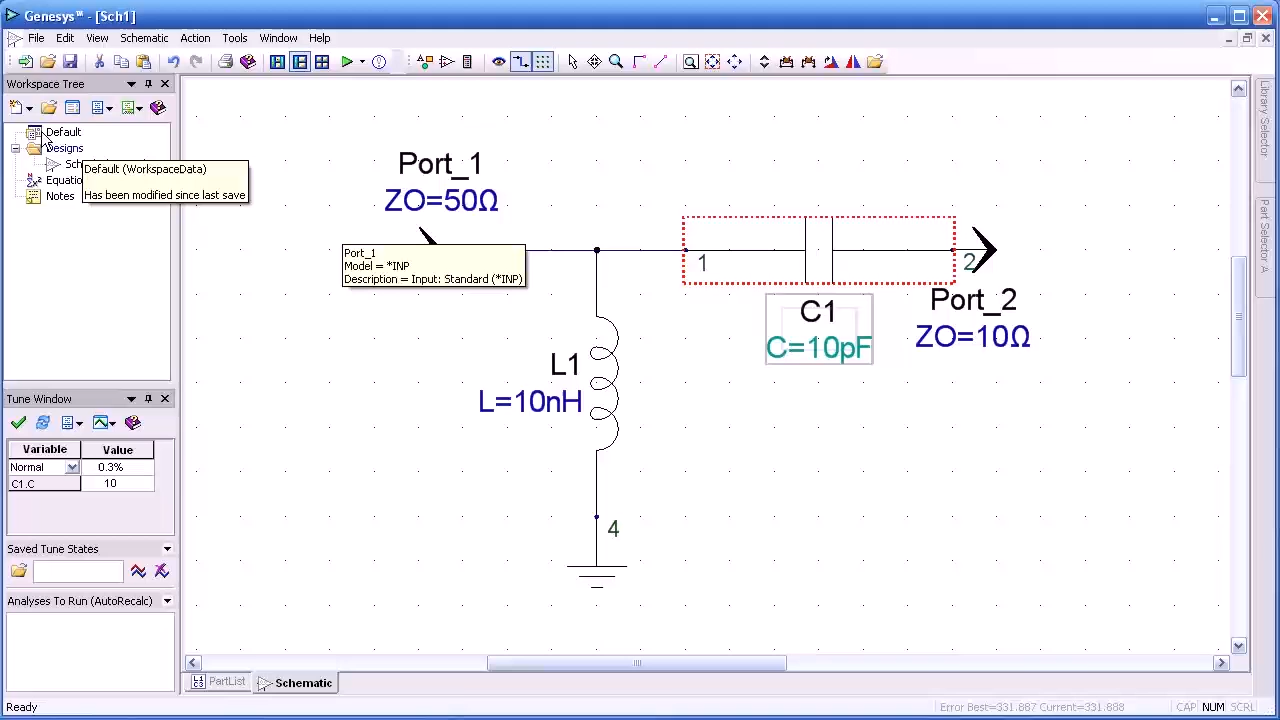 Genesys™ - [Sch1]
File Edit View Schematic Action Tools Window Help
Workspace Tree
Default
Designs
Sch
Equatio
Notes
Default (WorkspaceData)
Has been modified since last save
Port_1
ZO=50Ω
Port_1
Model = *INP
Description = Input: Standard (*INP)
1
2
C1
C=10pF
Port_2
ZO=10Ω
L1
L=10nH
4
Library Selector
Part Selector A
Tune Window
Variable Value
Normal 0.3%
C1.C 10
Saved Tune States
Analyses To Run (AutoRecalc)
PartList Schematic
Ready
Error Best=331.887 Current=331.888 CAP NUM SCRL